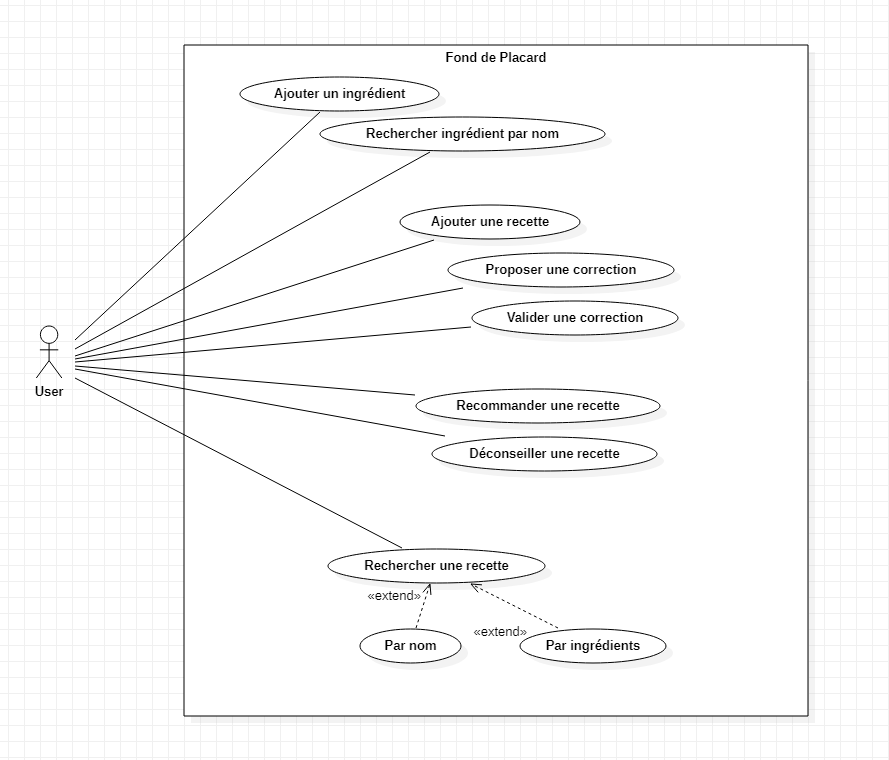 Fond de Placard
Ajouter un ingrédient
Rechercher ingrédient par nom
Ajouter une recette
Proposer une correction
Valider une correction
User
Recommander une recette
Déconseiller une recette
Rechercher une recette
«extend»
«extend»
Par nom
Par ingrédients